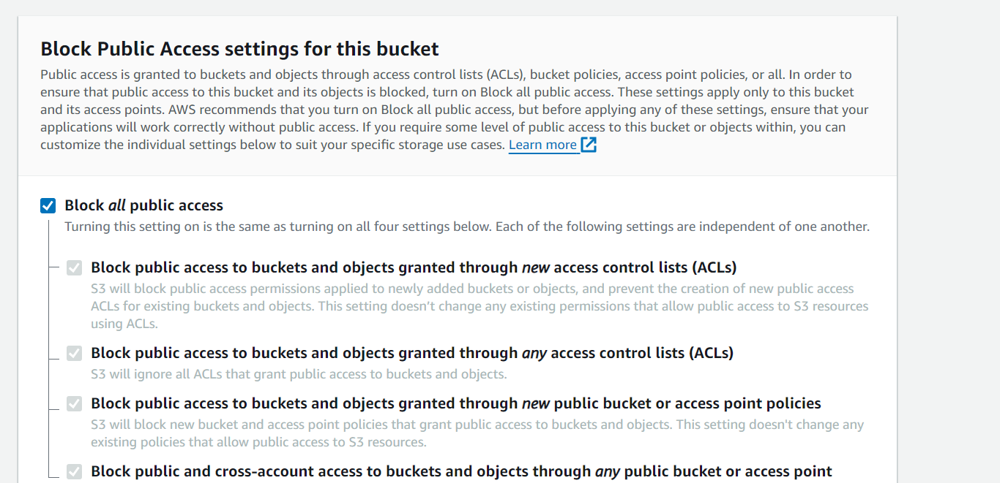 Block Public Access settings for this bucket
Public access is granted to buckets and objects through access control lists (ACLs), bucket policies, access point policies, or all. In order to
ensure that public access to this bucket and its objects is blocked, turn on Block all public access. These settings apply only to this bucket
and its access points. AWS recommends that you turn on Block all public access, but before applying any of these settings, ensure that your
applications will work correctly without public access. If you require some level of public access to this bucket or objects within, you can
customize the individual settings below to suit your specific storage use cases. Learn more
Block all public access
Turning this setting on is the same as turning on all four settings below. Each of the following settings are independent of one another.
Block public access to buckets and objects granted through new access control lists (ACLs)
S3 will block public access permissions applied to newly added buckets or objects, and prevent the creation of new public access
ACLs for existing buckets and objects. This setting doesn’t change any existing permissions that allow public access to S3 resources
using ACLs.
Block public access to buckets and objects granted through any access control lists (ACLs)
S3 will ignore all ACLs that grant public access to buckets and objects.
Block public access to buckets and objects granted through new public bucket or access point policies
S3 will block new bucket and access point policies that grant public access to buckets and objects. This setting doesn't change any
existing policies that allow public access to S3 resources.
Block public and cross-account access to buckets and objects through any public bucket or access point